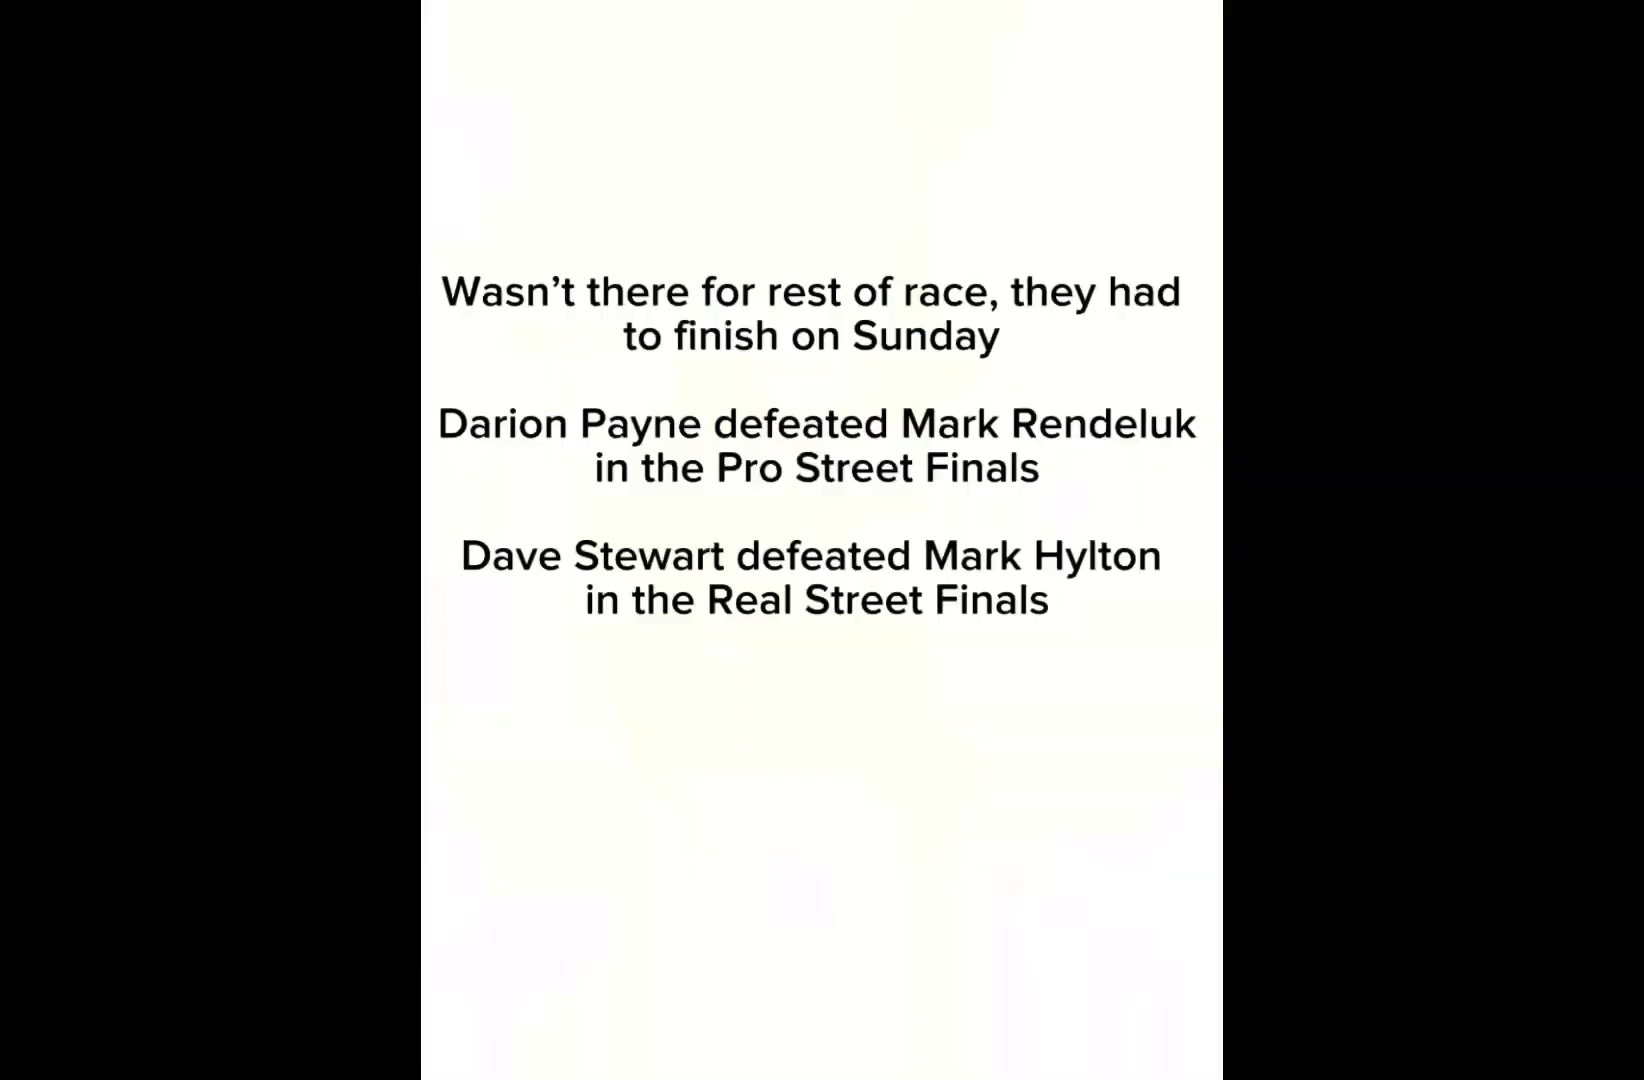 Wasn’t there for rest of race, they had
to finish on Sunday
Darion Payne defeated Mark Rendeluk
in the Pro Street Finals
Dave Stewart defeated Mark Hylton
in the Real Street Finals